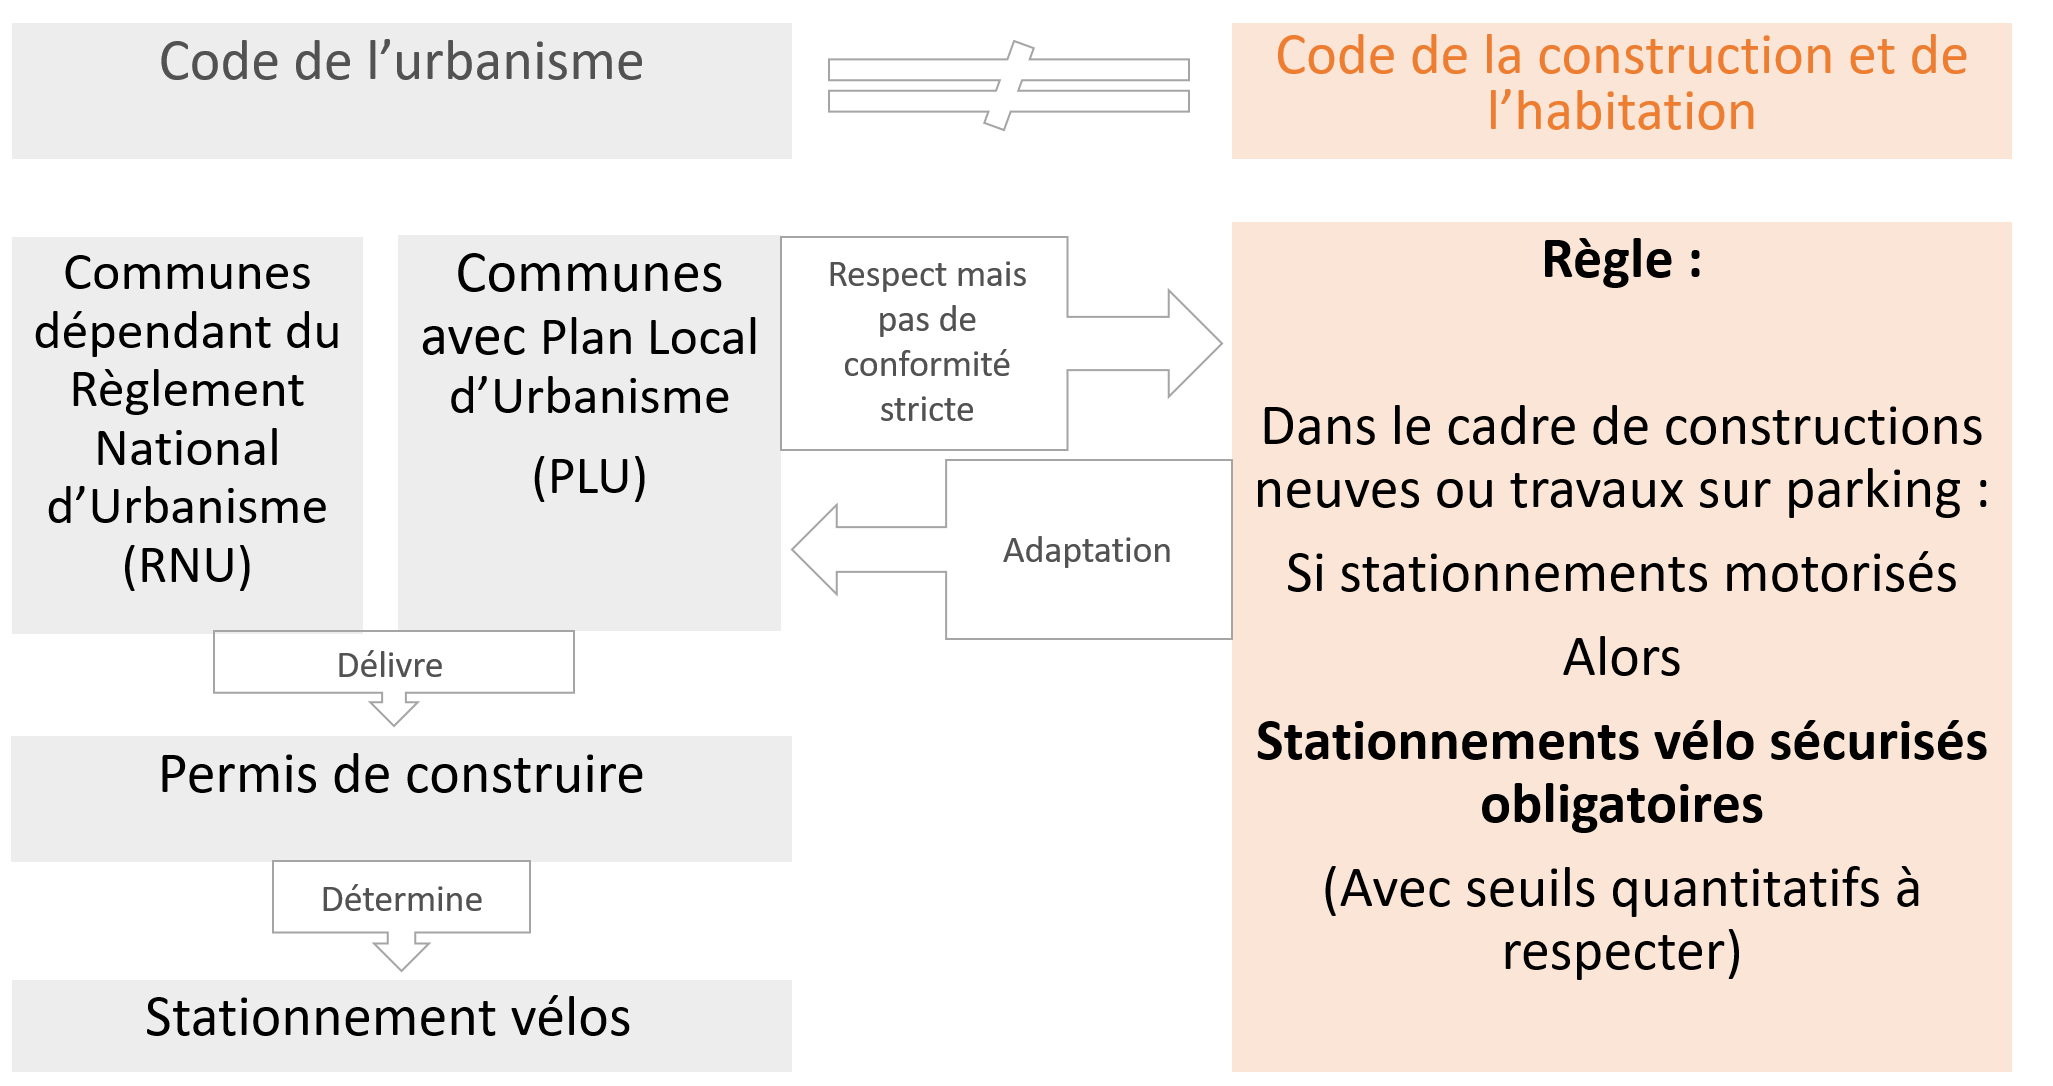 Code de l’urbanisme
Code de la construction et de
l’habitation
Communes
dépendant du
Règlement
National
d’Urbanisme
(RNU)
Communes
avec Plan Local
d’Urbanisme
(PLU)
Respect mais
pas de
conformité
stricte
Adaptation
Délivre
Permis de construire
Détermine
Stationnement vélos
Règle :
Dans le cadre de constructions
neuves ou travaux sur parking :
Si stationnements motorisés
Alors
Stationnements vélo sécurisés
obligatoires
(Avec seuils quantitatifs à
respecter)